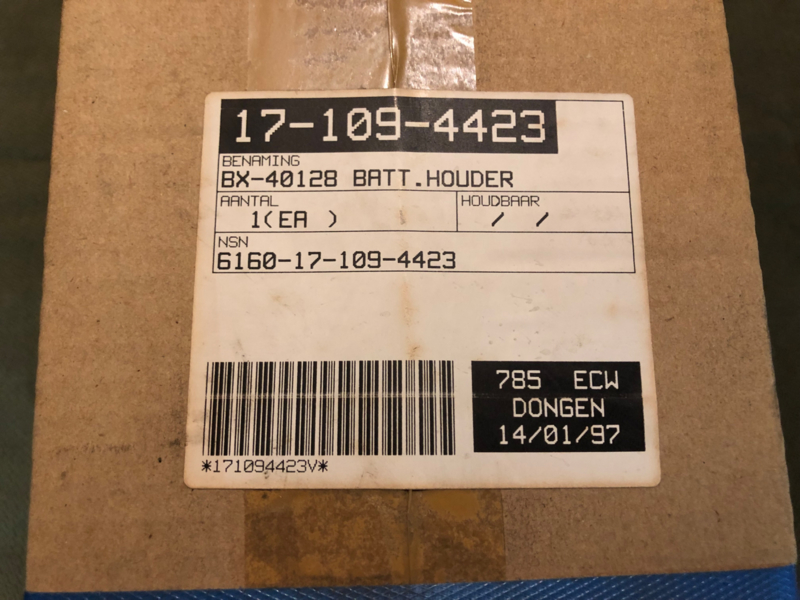 17-109-4423
BENAMING
BX-40128 BATT.HOUDER
AANTAL
1(EA )
HOUDBAAR
/ /
NSN
6160-17-109-4423
*171094423V*
785 ECW
DONGEN
14/01/97